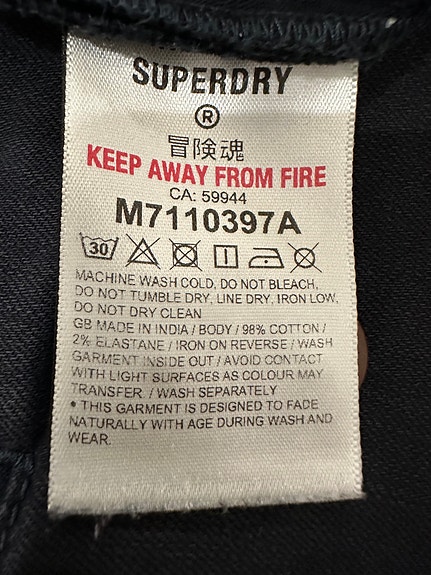 SUPERDRY
®
冒険魂
KEEP AWAY FROM FIRE
CA: 59944
M7110397A
30
MACHINE WASH COLD, DO NOT BLEACH,
DO NOT TUMBLE DRY, LINE DRY, IRON LOW,
DO NOT DRY CLEAN
GB MADE IN INDIA / BODY / 98% COTTON /
2% ELASTANE / IRON ON REVERSE / WASH
GARMENT INSIDE OUT / AVOID CONTACT
WITH LIGHT SURFACES AS COLOUR MAY
TRANSFER / WASH SEPARATELY
* THIS GARMENT IS DESIGNED TO FADE
NATURALLY WITH AGE DURING WASH AND
WEAR.